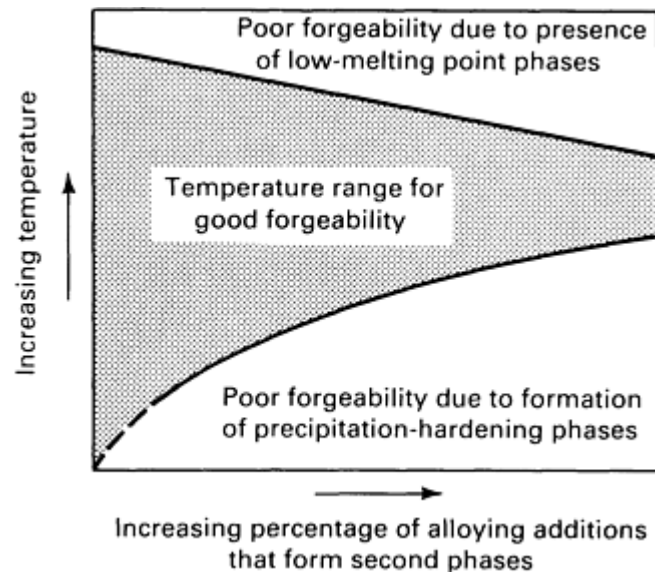 Poor forgeability due to presence
of low-melting point phases
Increasing temperature
Temperature range for
good forgeability
Poor forgeability due to formation
of precipitation-hardening phases
Increasing percentage of alloying additions
that form second phases